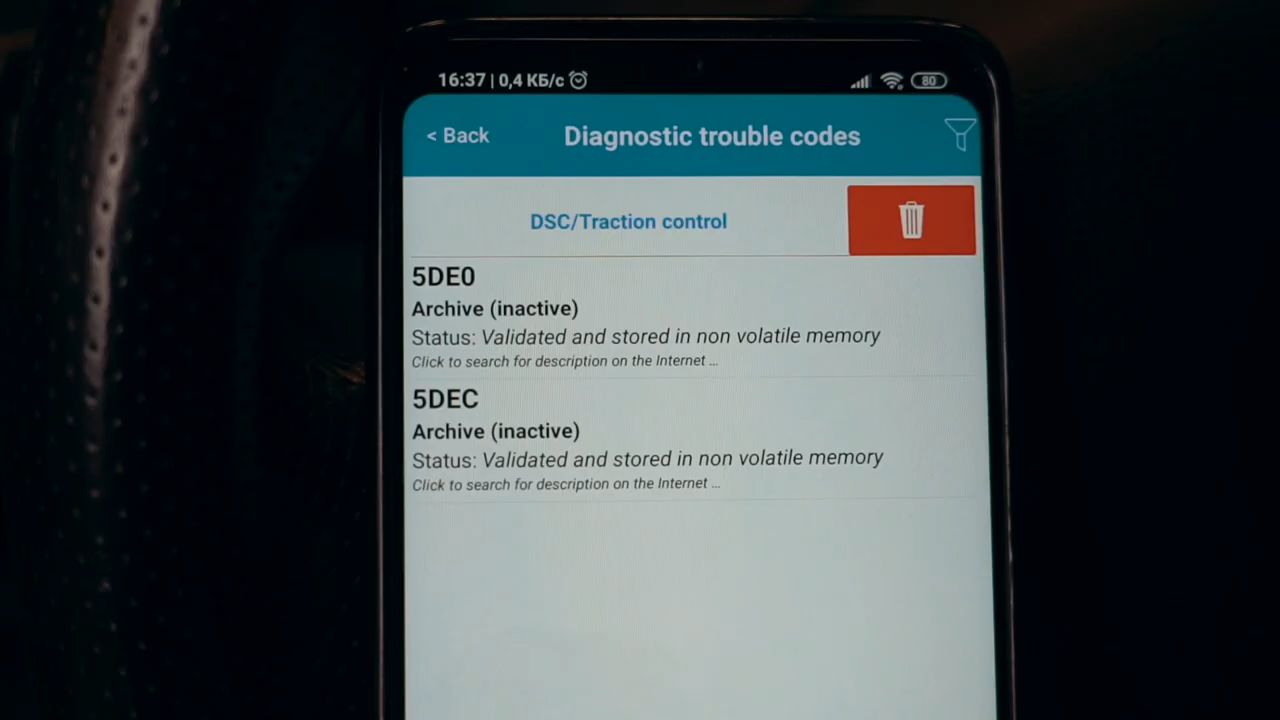 16:37 | 0,4 КБ/с
80
< Back
Diagnostic trouble codes
DSC/Traction control
5DE0
Archive (inactive)
Status: Validated and stored in non volatile memory
Click to search for description on the Internet ...
5DEC
Archive (inactive)
Status: Validated and stored in non volatile memory
Click to search for description on the Internet ...